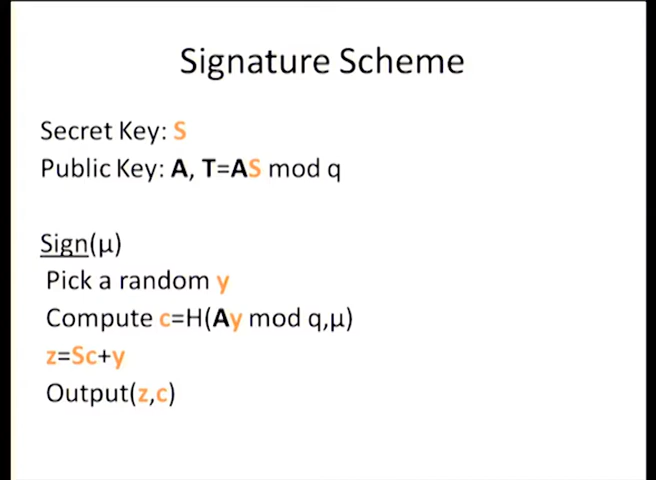 Signature Scheme
Secret Key: S
Public Key: A, T=AS mod q
Sign(μ)
Pick a random y
Compute c=H(Ay mod q,μ)
z=Sc+y
Output(z,c)